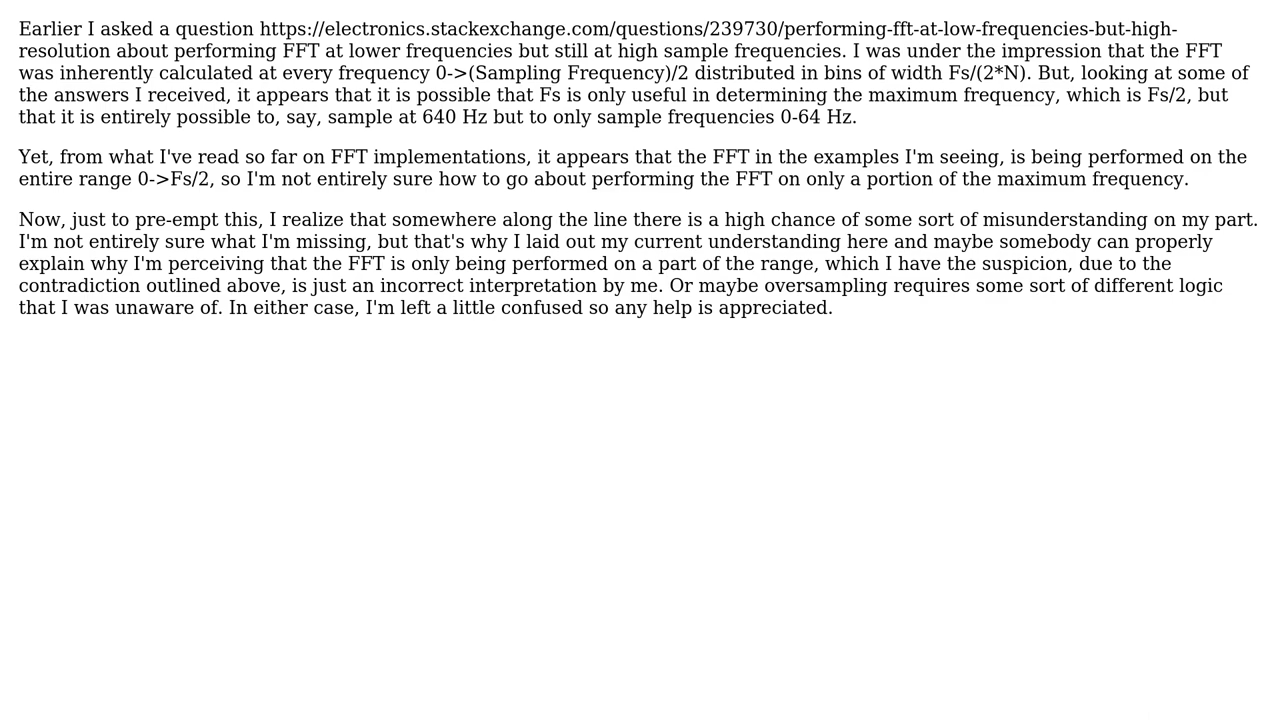 Earlier I asked a question https://electronics.stackexchange.com/questions/239730/performing-fft-at-low-frequencies-but-high-
resolution about performing FFT at lower frequencies but still at high sample frequencies. I was under the impression that the FFT
was inherently calculated at every frequency 0->(Sampling Frequency)/2 distributed in bins of width Fs/(2*N). But, looking at some of
the answers I received, it appears that it is possible that Fs is only useful in determining the maximum frequency, which is Fs/2, but
that it is entirely possible to, say, sample at 640 Hz but to only sample frequencies 0-64 Hz.
Yet, from what I've read so far on FFT implementations, it appears that the FFT in the examples I'm seeing, is being performed on the
entire range 0->Fs/2, so I'm not entirely sure how to go about performing the FFT on only a portion of the maximum frequency.
Now, just to pre-empt this, I realize that somewhere along the line there is a high chance of some sort of misunderstanding on my part.
I'm not entirely sure what I'm missing, but that's why I laid out my current understanding here and maybe somebody can properly
explain why I'm perceiving that the FFT is only being performed on a part of the range, which I have the suspicion, due to the
contradiction outlined above, is just an incorrect interpretation by me. Or maybe oversampling requires some sort of different logic
that I was unaware of. In either case, I'm left a little confused so any help is appreciated.